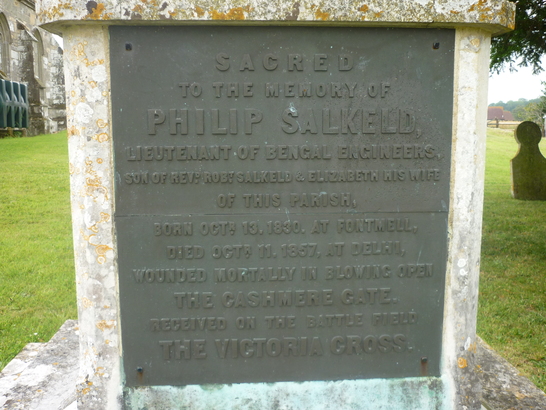 SACRED
TO THE MEMORY OF
PHILIP SALKELD,
LIEUTENANT OF BENGAL ENGINEERS,
SON OF REVD. ROBT. SALKELD & ELIZABETH HIS WIFE
OF THIS PARISH,
BORN OCTR. 13. 1830. AT FONTMELL,
DIED OCTR. 11. 1857, AT DELHI,
WOUNDED MORTALLY IN BLOWING OPEN
THE CASHMERE GATE.
RECEIVED ON THE BATTLE FIELD
THE VICTORIA CROSS.